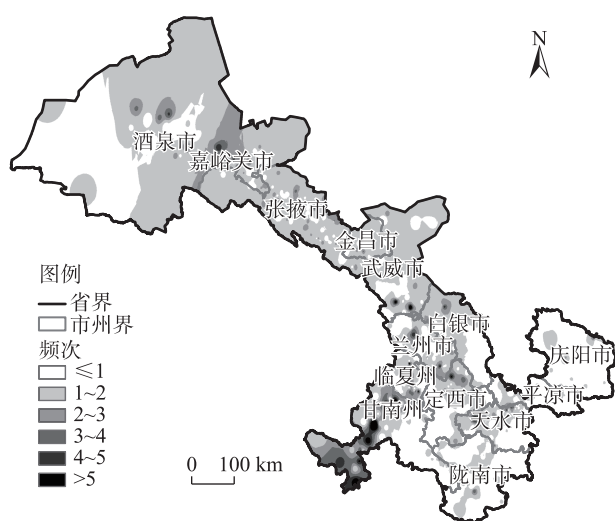 N
酒泉市
嘉峪关市
张掖市
金昌市
武威市
图例
省界
市州界
频次
≤1
1~2
2~3
3~4
4~5
>5
0 100 km
白银市
兰州市
临夏州
甘南州
定西市
天水市
陇南市
庆阳市
平凉市